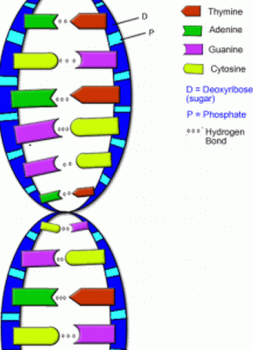 D
P
Thymine
Adenine
Guanine
Cytosine
D = Deoxyribose
(sugar)
P = Phosphate
Hydrogen
Bond